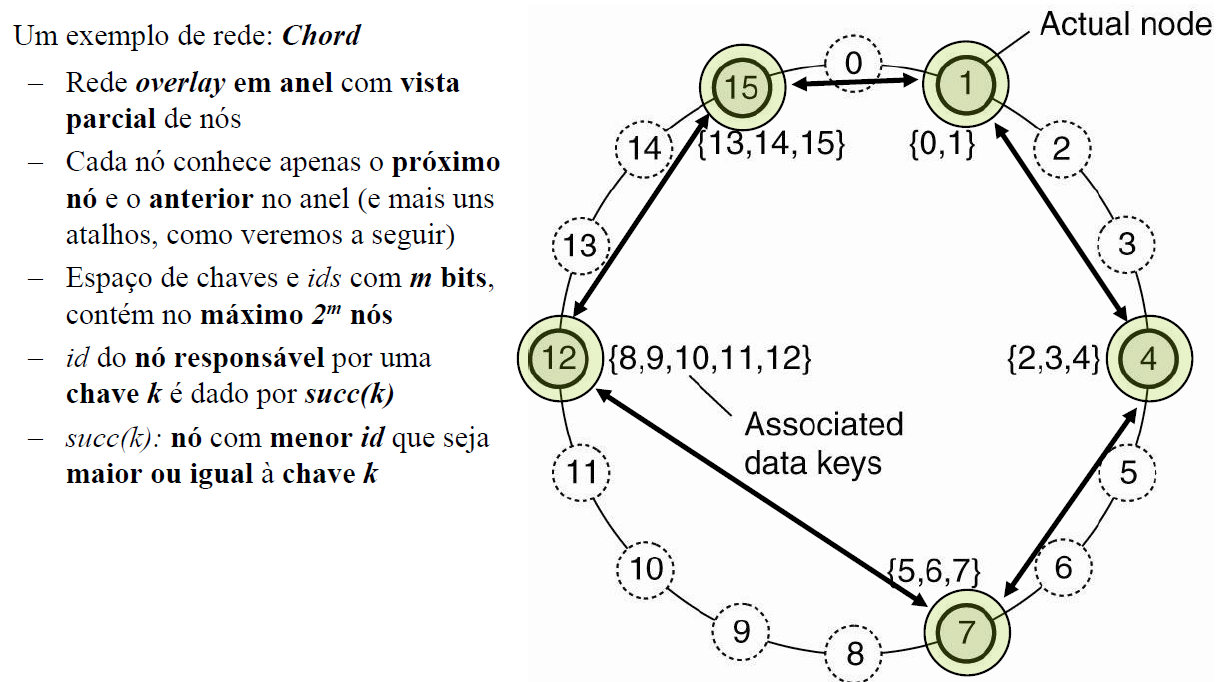 Um exemplo de rede: Chord
– Rede overlay em anel com vista
parcial de nós
– Cada nó conhece apenas o próximo
nó e o anterior no anel (e mais uns
atalhos, como veremos a seguir)
– Espaço de chaves e ids com m bits,
contém no máximo 2ᵐ nós
– id do nó responsável por uma
chave k é dado por succ(k)
– succ(k): nó com menor id que seja
maior ou igual à chave k
Actual node
0
15
1
{13,14,15}
{0,1}
14
2
13
3
12
{8,9,10,11,12}
{2,3,4}
4
Associated
data keys
11
5
10
{5,6,7}
6
9
8
7